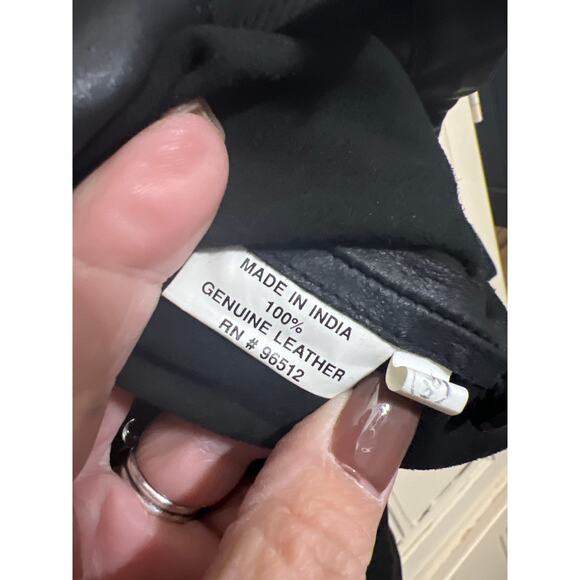 MADE IN INDIA
100%
GENUINE LEATHER
RN # 96512